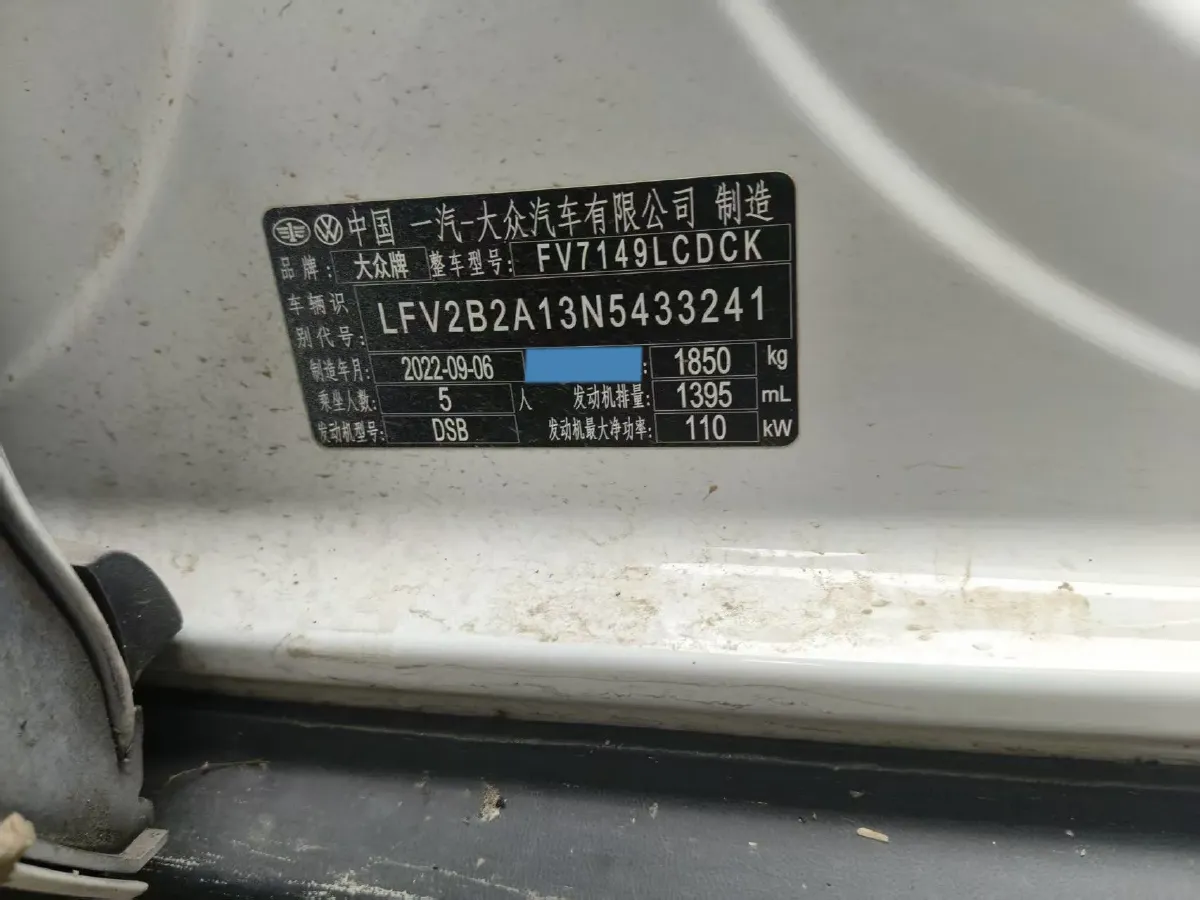 中国 一汽-大众汽车有限公司 制造
品牌: 大众牌 整车型号: FV7149LCDCK
车辆识别代号: LFV2B2A13N5433241
制造年月: 2022-09-06 : 1850 kg
乘坐人数: 5 人 发动机排量: 1395 mL
发动机型号: DSB 发动机最大净功率: 110 kW